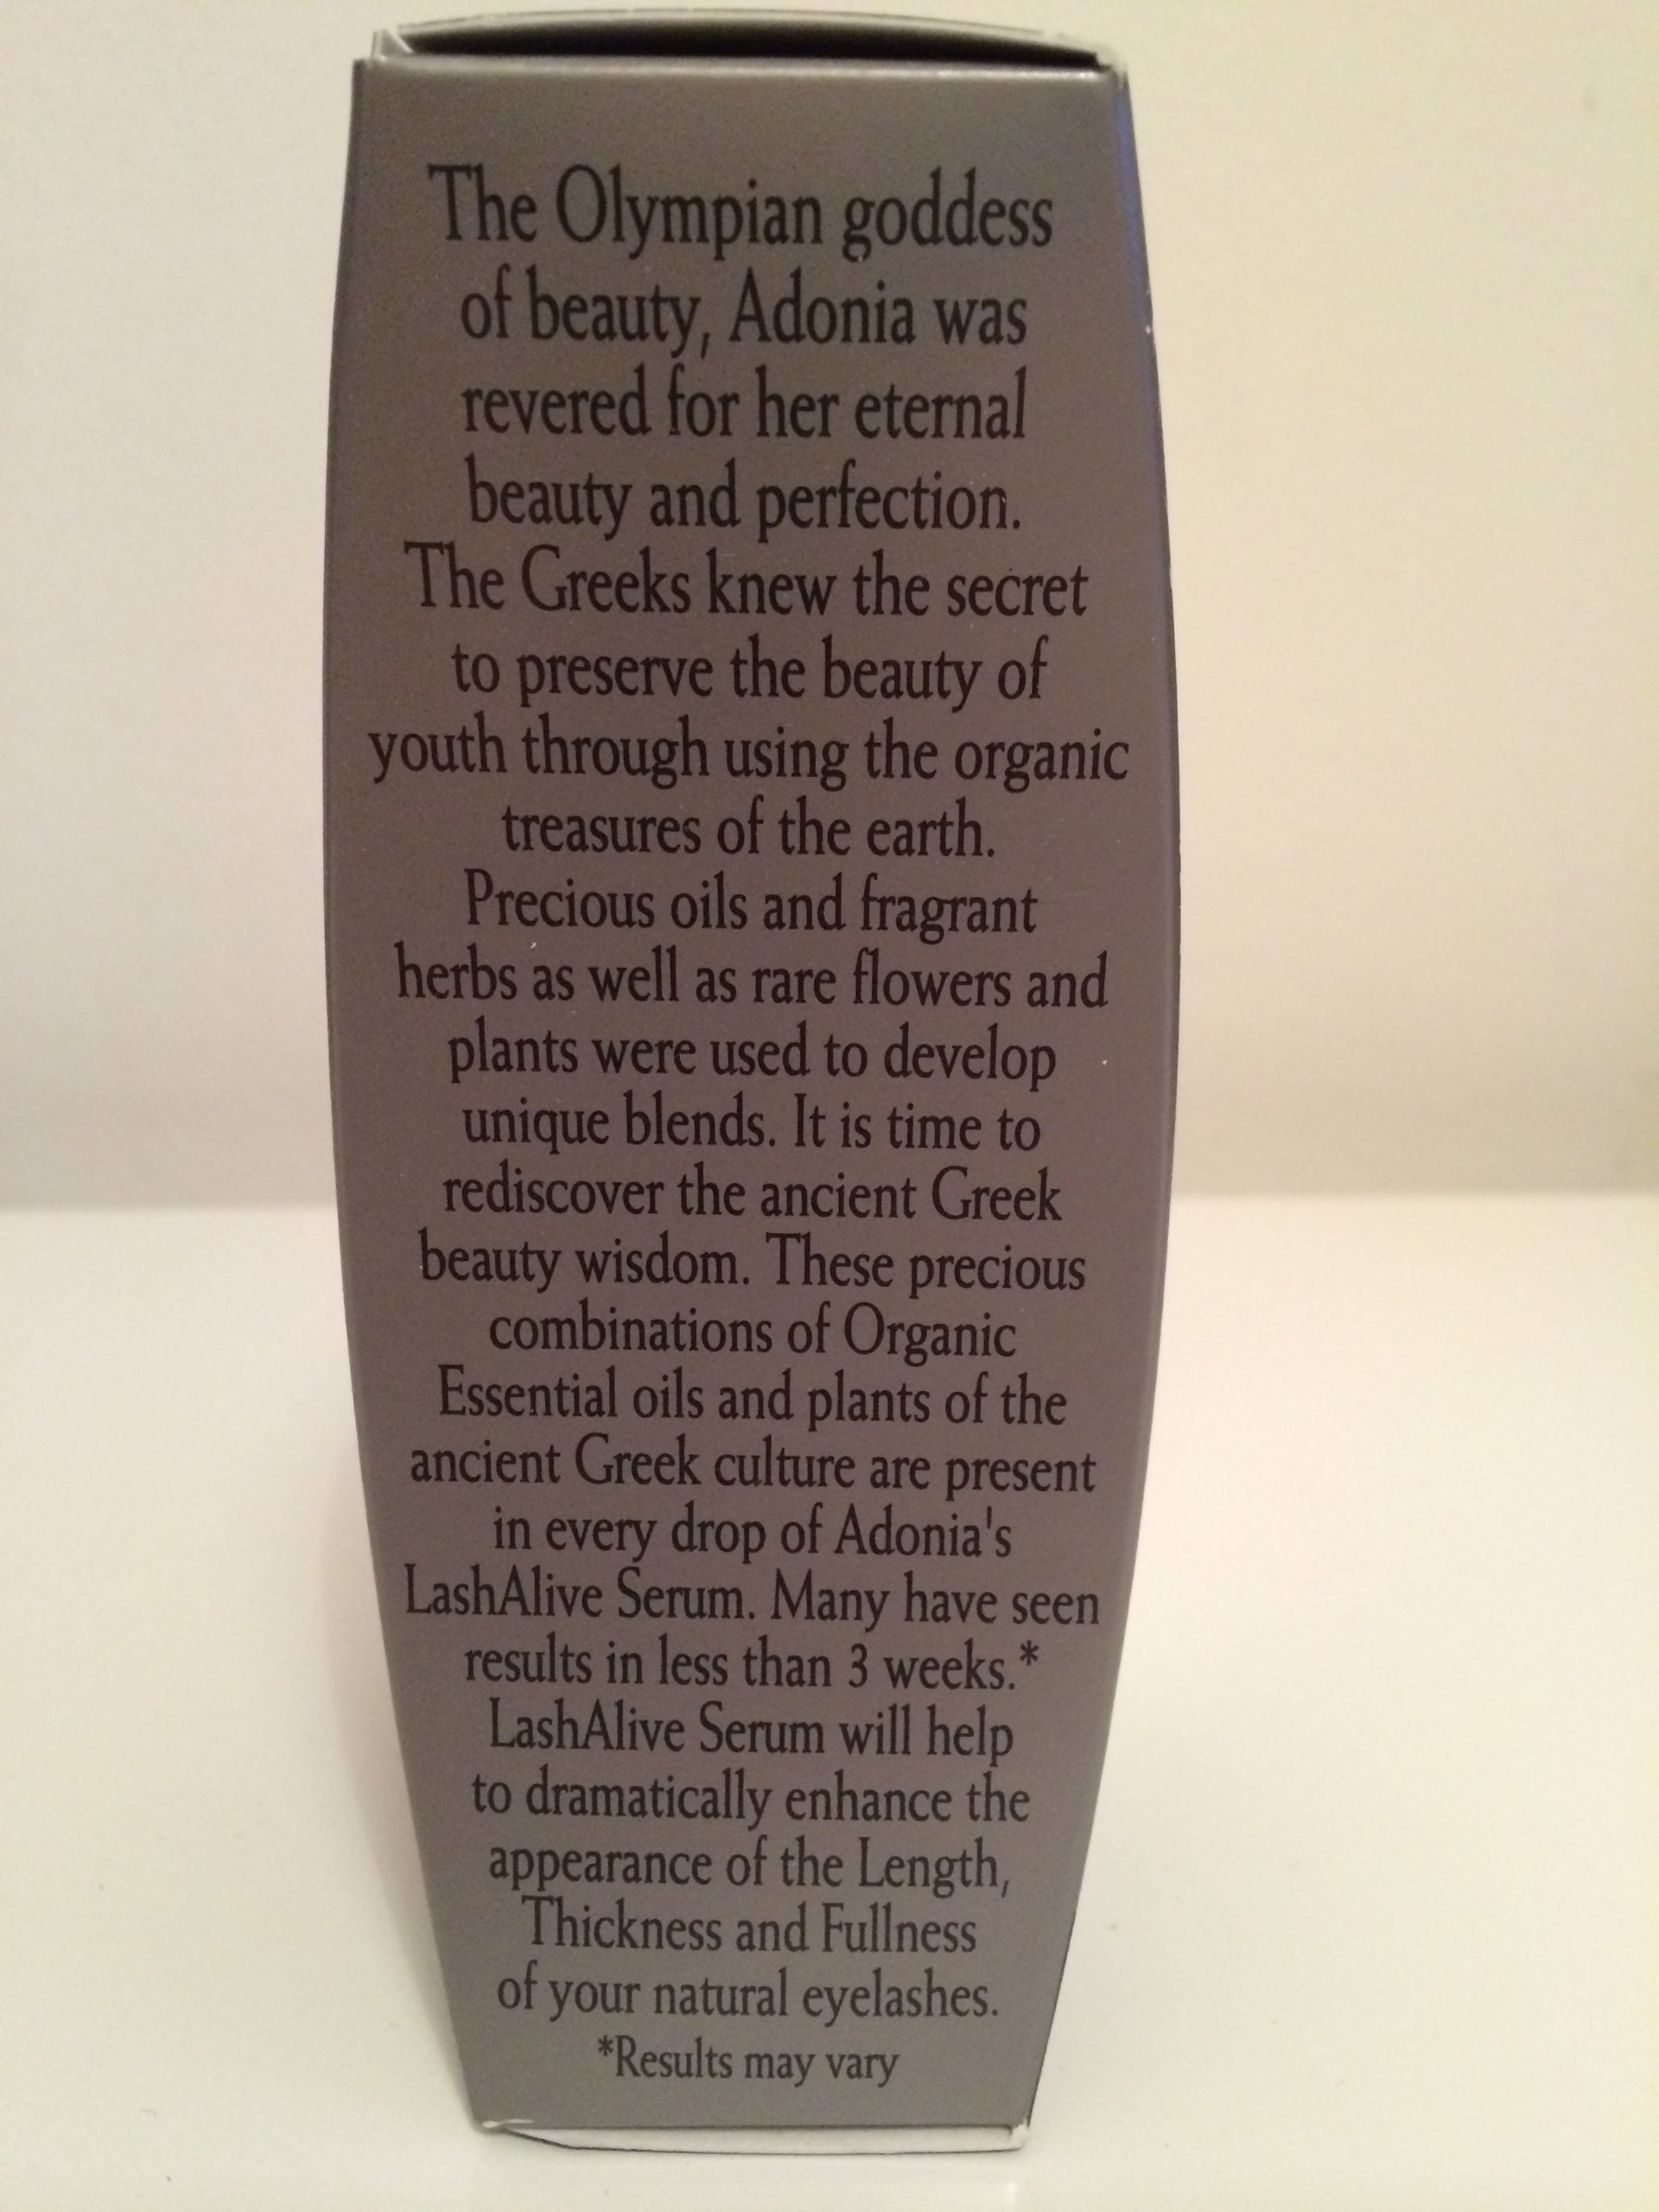 The Olympian goddess
of beauty, Adonia was
revered for her eternal
beauty and perfection.
The Greeks knew the secret
to preserve the beauty of
youth through using the organic
treasures of the earth.
Precious oils and fragrant
herbs as well as rare flowers and
plants were used to develop
unique blends. It is time to
rediscover the ancient Greek
beauty wisdom. These precious
combinations of Organic
Essential oils and plants of the
ancient Greek culture are present
in every drop of Adonia's
LashAlive Serum. Many have seen
results in less than 3 weeks.*
LashAlive Serum will help
to dramatically enhance the
appearance of the Length,
Thickness and Fullness
of your natural eyelashes.
*Results may vary